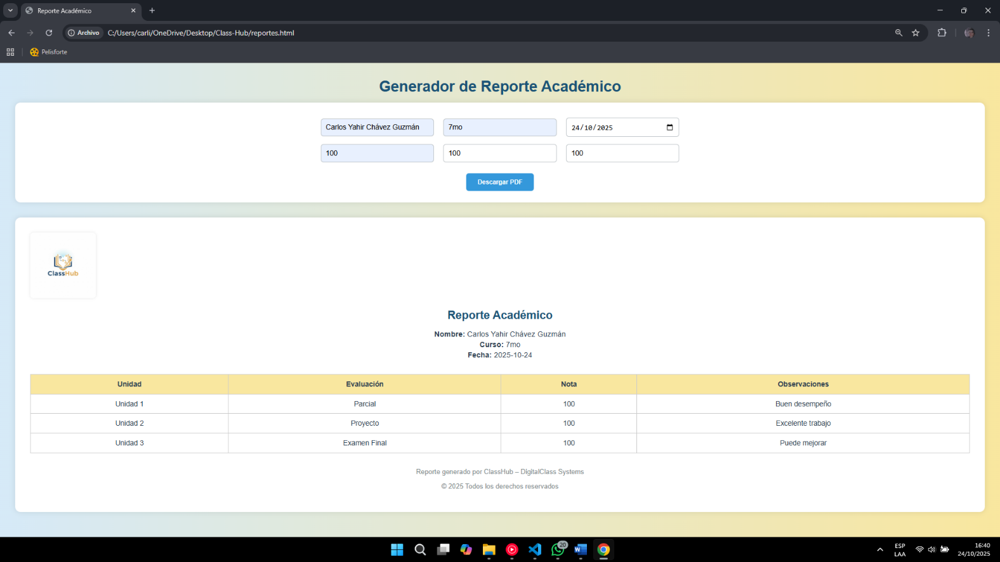 Reporte Académico
Archivo C:/Users/carli/OneDrive/Desktop/Class-Hub/reportes.html
Pelisforte
Generador de Reporte Académico
Carlos Yahir Chávez Guzmán 7mo 24/10/2025
100 100 100
Descargar PDF
ClassHub
Reporte Académico
Nombre: Carlos Yahir Chávez Guzmán
Curso: 7mo
Fecha: 2025-10-24
Unidad Evaluación Nota Observaciones
Unidad 1 Parcial 100 Buen desempeño
Unidad 2 Proyecto 100 Excelente trabajo
Unidad 3 Examen Final 100 Puede mejorar
Reporte generado por ClassHub – DigitalClass Systems
© 2025 Todos los derechos reservados
20
ESP
LAA
16:40
24/10/2025